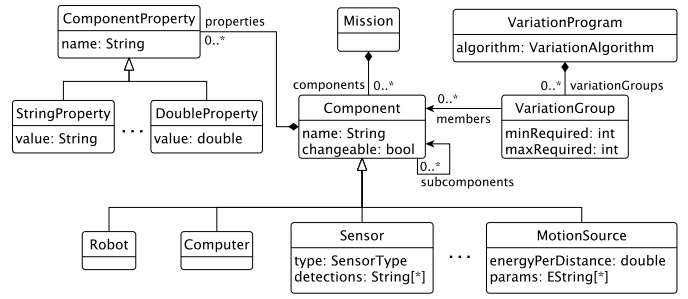 ComponentProperty
name: String
properties
0..*
Mission
VariationProgram
algorithm: VariationAlgorithm
components
0..*
0..*
variationGroups
StringProperty
value: String
...
DoubleProperty
value: double
Component
name: String
changeable: bool
0..*
members
VariationGroup
minRequired: int
maxRequired: int
0..*
subcomponents
Robot
Computer
Sensor
type: SensorType
detections: String[*]
...
MotionSource
energyPerDistance: double
params: EString[*]